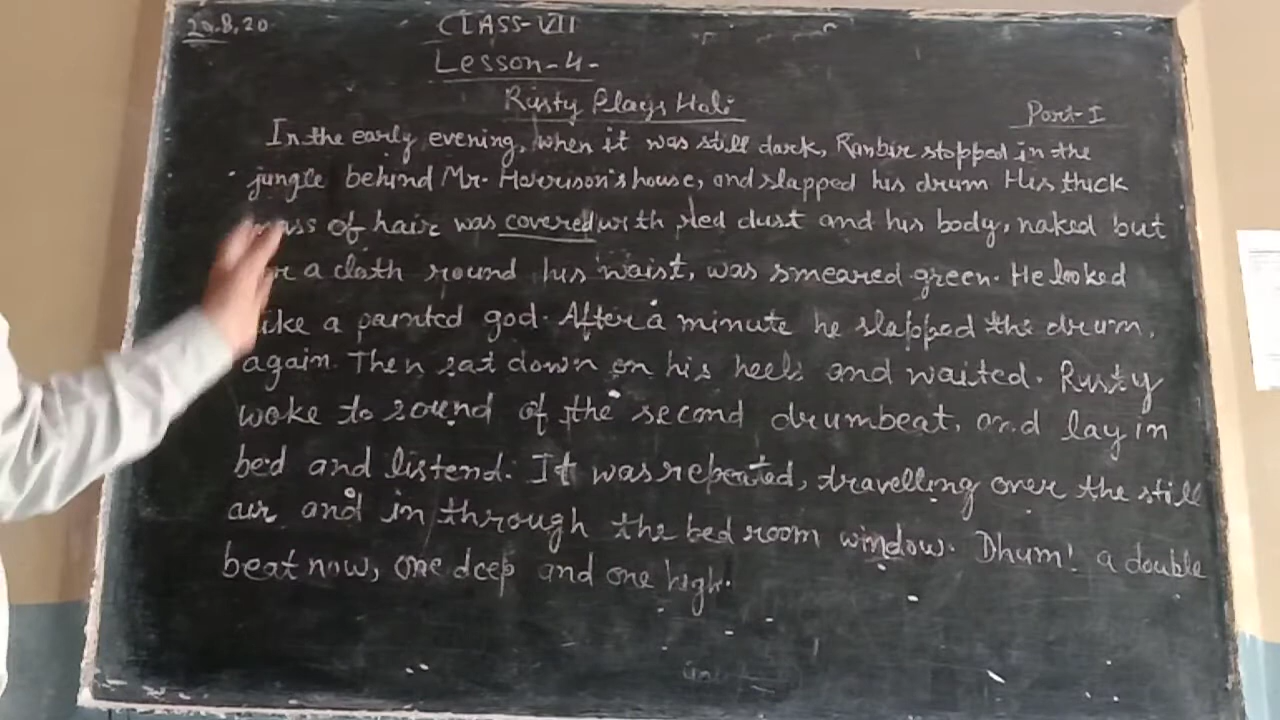 29.8.20
CLASS-VII
Lesson-4-
Rusty Plays Holi
Part-I
In the early evening, when it was still dark, Ranbir stopped in the
jungle behind Mr. Harrison's house, and slapped his drum. His thick
mass of hair was covered with red dust and his body, naked but
a cloth round his waist, was smeared green. He looked
like a painted god. After a minute he slapped the drum,
again. Then sat down on his heels and waited. Rusty
woke to sound of the second drumbeat, and lay in
bed and listend. It was repeated, travelling over the still
air and in through the bed room window. Dhum! a double
beat now, one deep and one high.